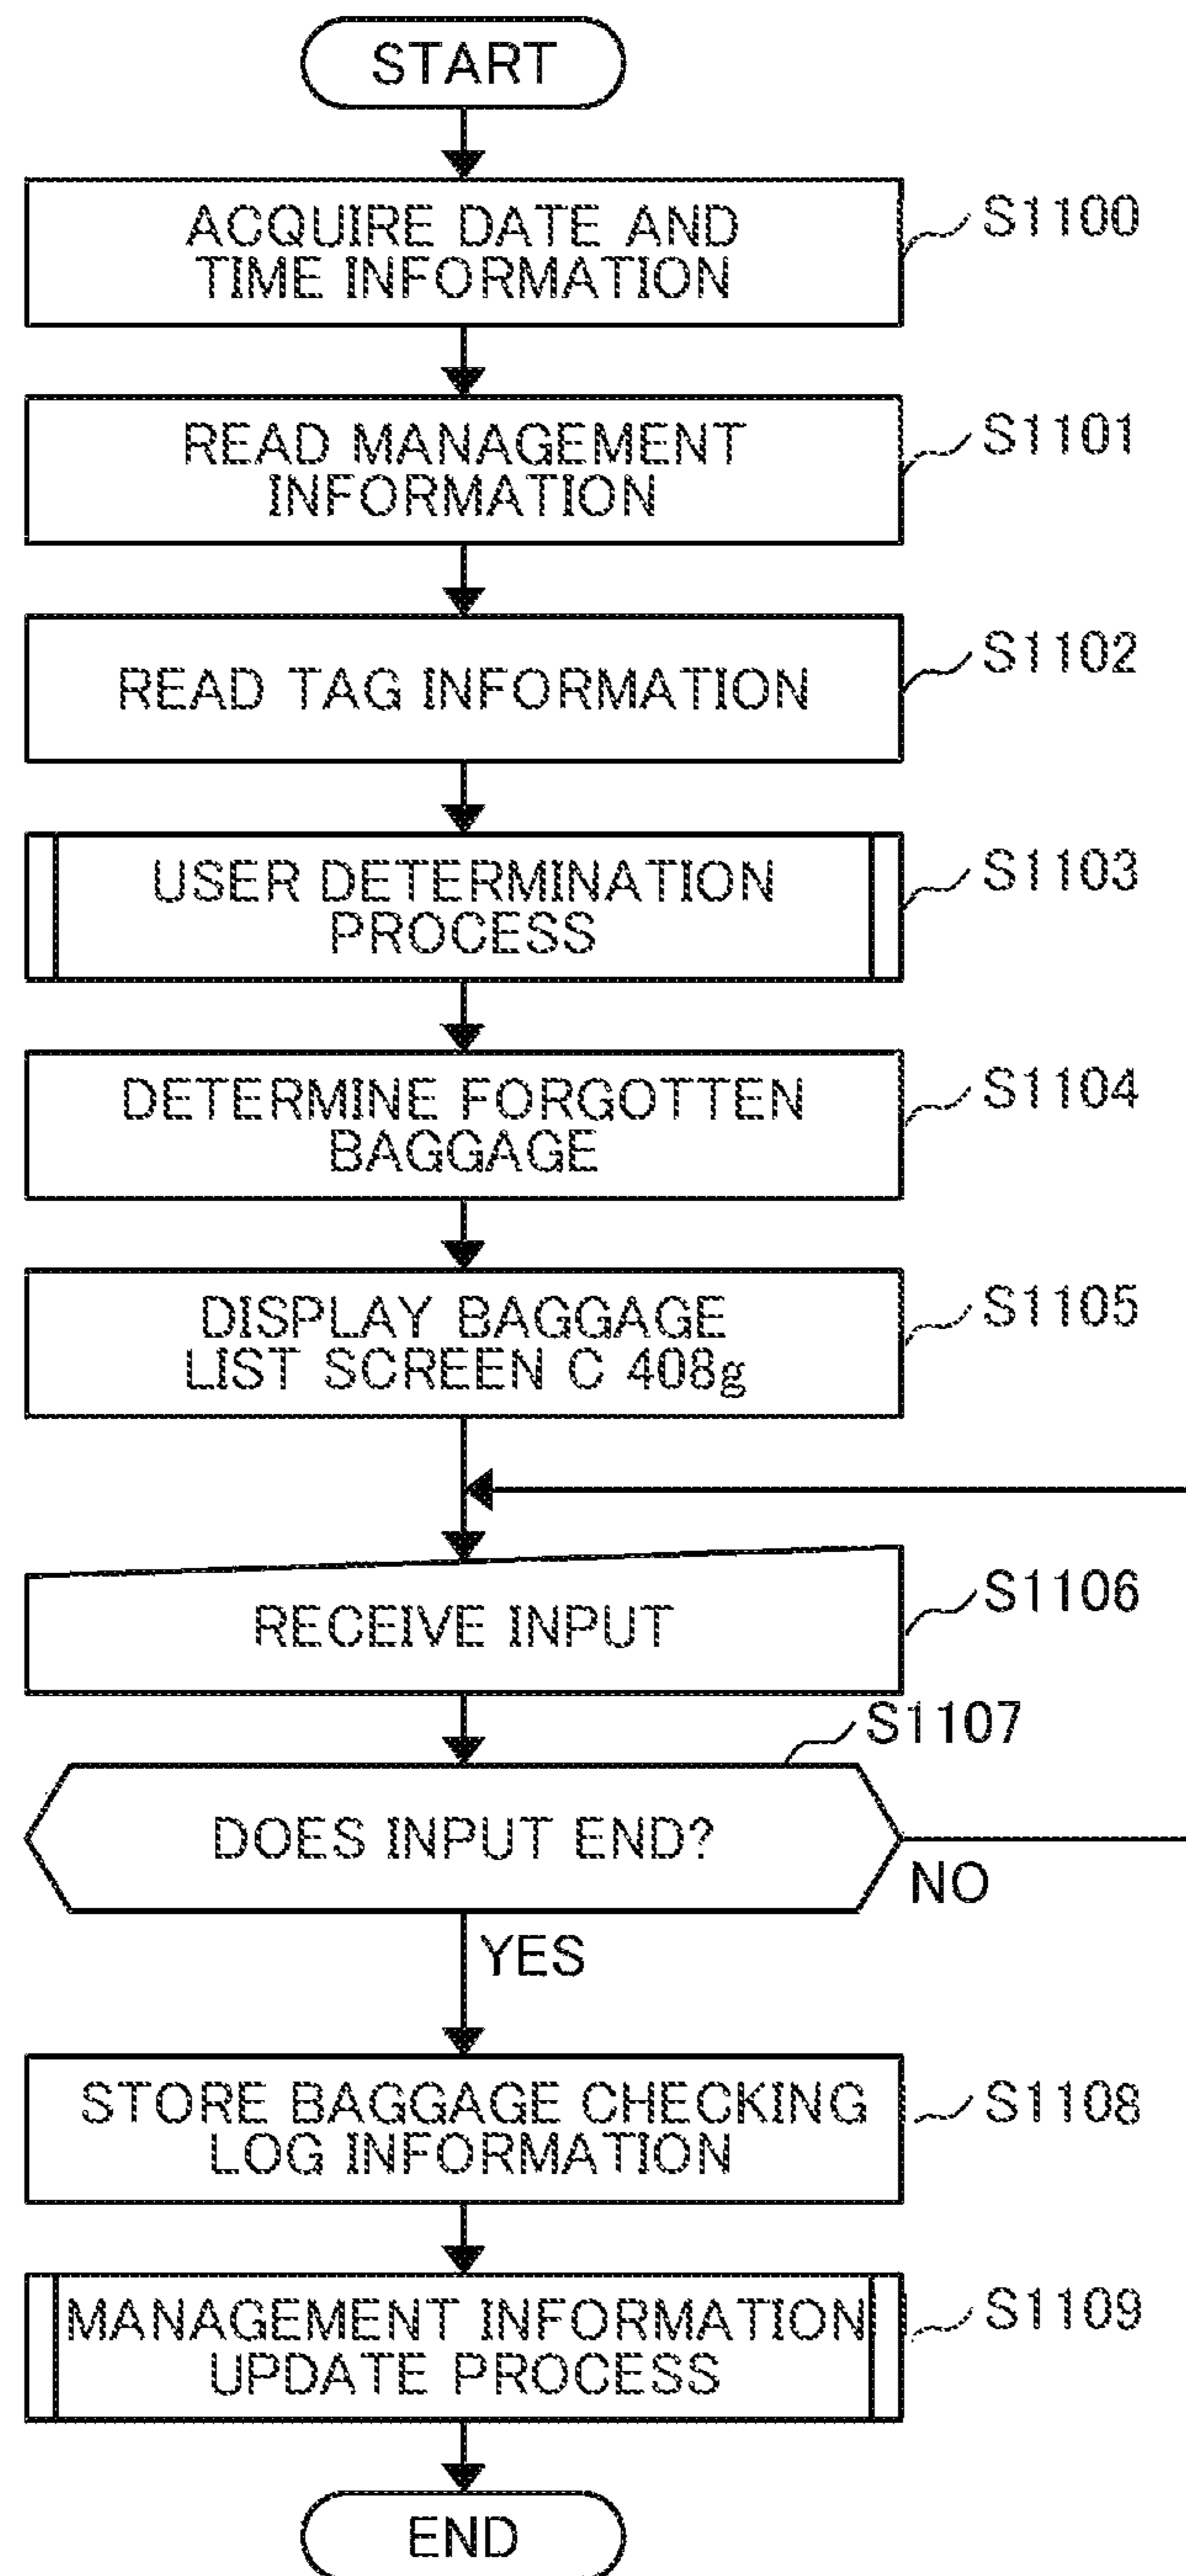 START
ACQUIRE DATE AND
TIME INFORMATION
S1100
READ MANAGEMENT
INFORMATION
S1101
READ TAG INFORMATION
S1102
USER DETERMINATION
PROCESS
S1103
DETERMINE FORGOTTEN
BAGGAGE
S1104
DISPLAY BAGGAGE
LIST SCREEN C 408g
S1105
RECEIVE INPUT
S1106
S1107
DOES INPUT END?
NO
YES
STORE BAGGAGE CHECKING
LOG INFORMATION
S1108
MANAGEMENT INFORMATION
UPDATE PROCESS
S1109
END